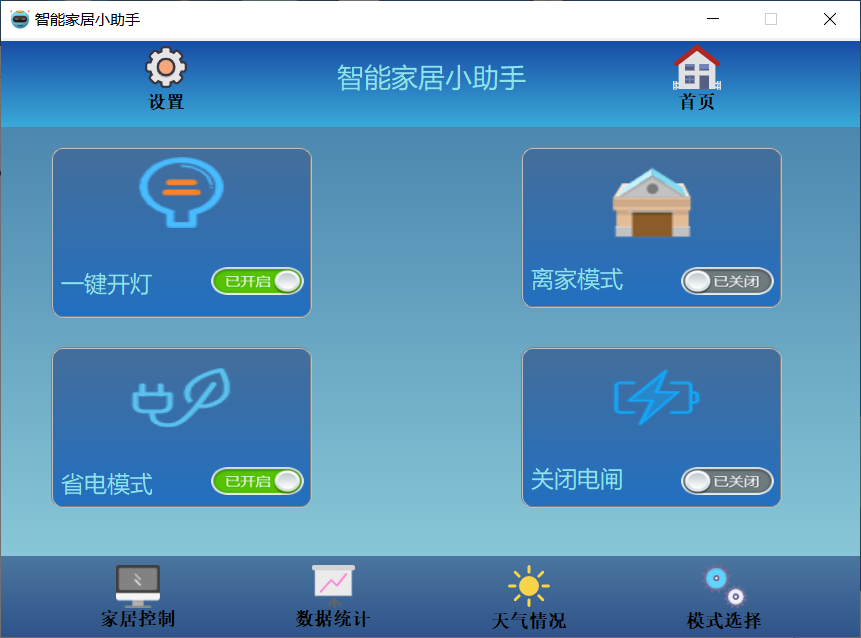 智能家居小助手
设置
智能家居小助手
首页
一键开灯
已开启
离家模式
已关闭
省电模式
已开启
关闭电闸
已关闭
家居控制
数据统计
天气情况
模式选择